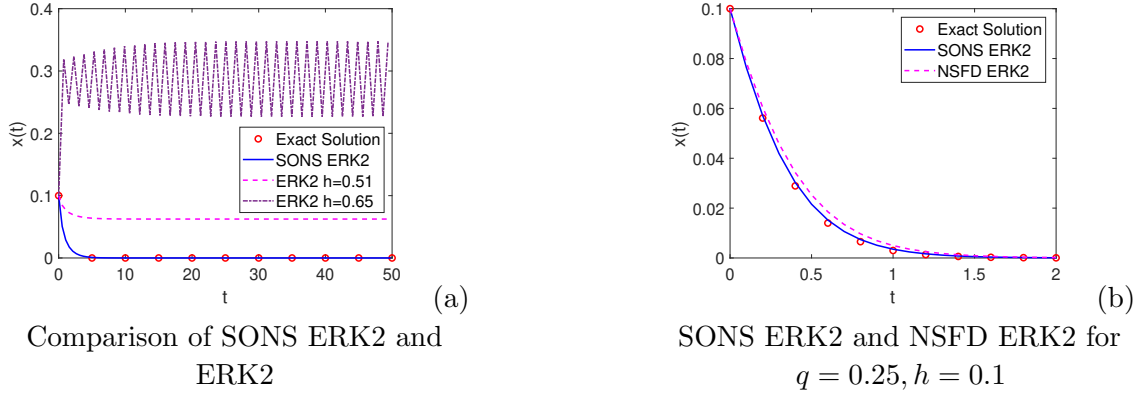 0.4
0.3
0.2
0.1
0
x(t)
0 10 20 30 40 50
t
Exact Solution
SONS ERK2
ERK2 h=0.51
ERK2 h=0.65
(a)
Comparison of SONS ERK2 and
ERK2
0.1
0.08
0.06
0.04
0.02
0
x(t)
0 0.5 1 1.5 2
t
Exact Solution
SONS ERK2
NSFD ERK2
(b)
SONS ERK2 and NSFD ERK2 for
q = 0.25, h = 0.1